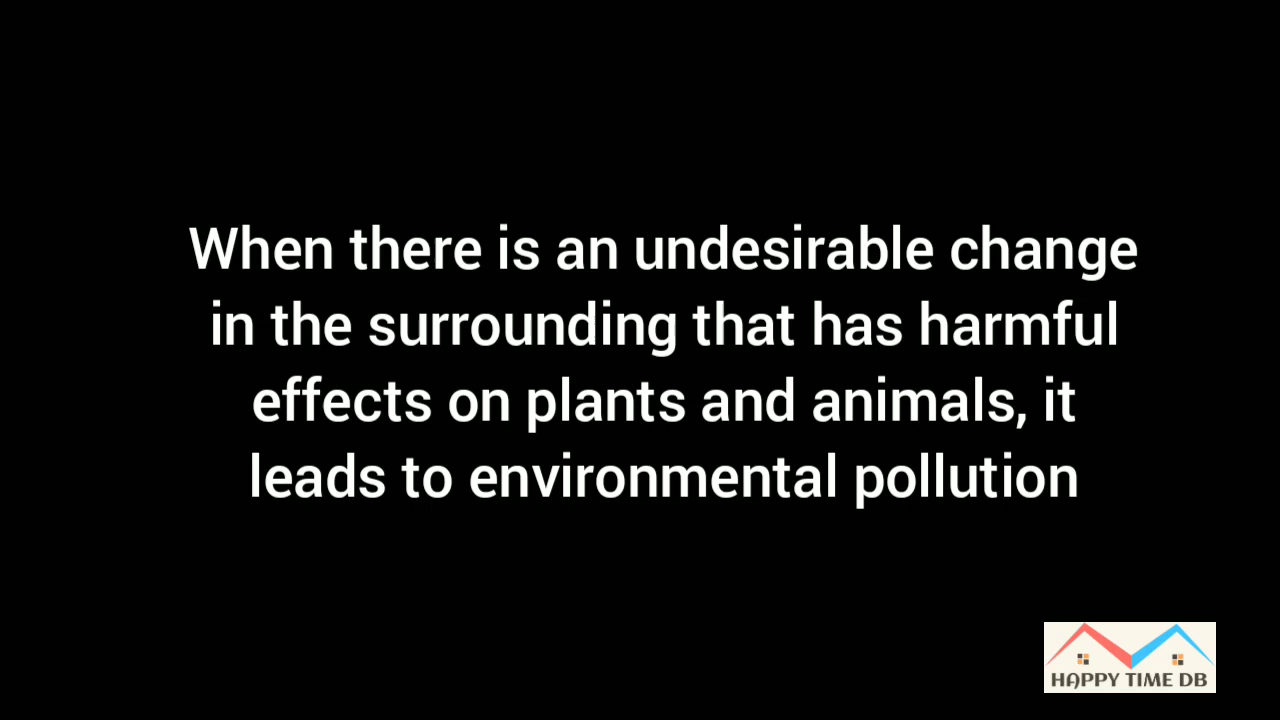 When there is an undesirable change
in the surrounding that has harmful
effects on plants and animals, it
leads to environmental pollution
HAPPY TIME DB